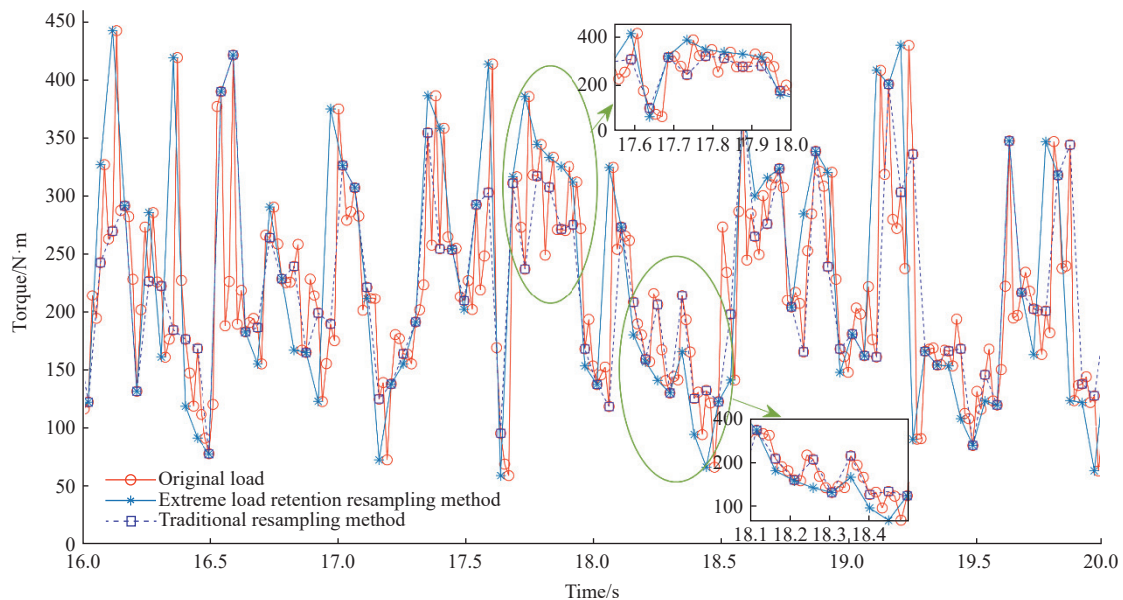 450
400
350
300
250
200
150
100
50
0
Torque/N·m
16.0 16.5 17.0 17.5 18.0 18.5 19.0 19.5 20.0
Time/s
Original load
Extreme load retention resampling method
Traditional resampling method
400
200
0
17.6 17.7 17.8 17.9 18.0
400
200
100
18.1 18.2 18.3 18.4